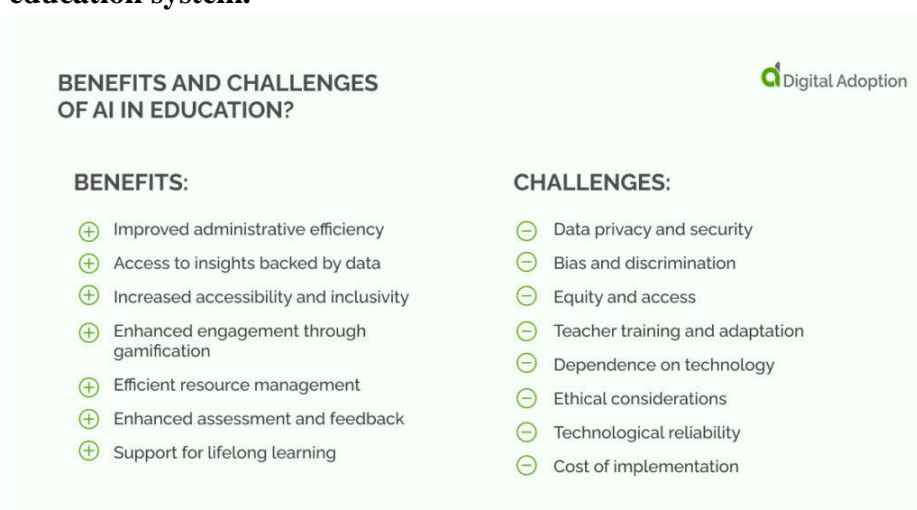 education system.
BENEFITS AND CHALLENGES
OF AI IN EDUCATION?
Digital Adoption
BENEFITS:
Improved administrative efficiency
Access to insights backed by data
Increased accessibility and inclusivity
Enhanced engagement through
gamification
Efficient resource management
Enhanced assessment and feedback
Support for lifelong learning
CHALLENGES:
Data privacy and security
Bias and discrimination
Equity and access
Teacher training and adaptation
Dependence on technology
Ethical considerations
Technological reliability
Cost of implementation